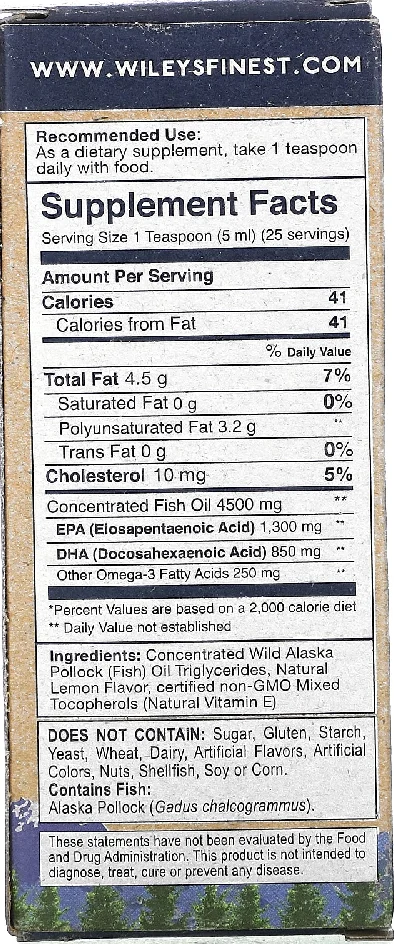 WWW.WILEYSFINEST.COM
Recommended Use:
As a dietary supplement, take 1 teaspoon
daily with food.
Supplement Facts
Serving Size 1 Teaspoon (5 ml) (25 servings)
Amount Per Serving
Calories 41
Calories from Fat 41
% Daily Value
Total Fat 4.5 g 7%
Saturated Fat 0 g 0%
Polyunsaturated Fat 3.2 g **
Trans Fat 0 g 0%
Cholesterol 10 mg 5%
Concentrated Fish Oil 4500 mg **
EPA (Eiosapentaenoic Acid) 1,300 mg **
DHA (Docosahexaenoic Acid) 850 mg **
Other Omega-3 Fatty Acids 250 mg **
*Percent Values are based on a 2,000 calorie diet
** Daily Value not established
Ingredients: Concentrated Wild Alaska
Pollock (Fish) Oil Triglycerides, Natural
Lemon Flavor, certified non-GMO Mixed
Tocopherols (Natural Vitamin E)
DOES NOT CONTAIN: Sugar, Gluten, Starch,
Yeast, Wheat, Dairy, Artificial Flavors, Artificial
Colors, Nuts, Shellfish, Soy or Corn.
Contains Fish:
Alaska Pollock (Gadus chalcogrammus).
These statements have not been evaluated by the Food
and Drug Administration. This product is not intended to
diagnose, treat, cure or prevent any disease.